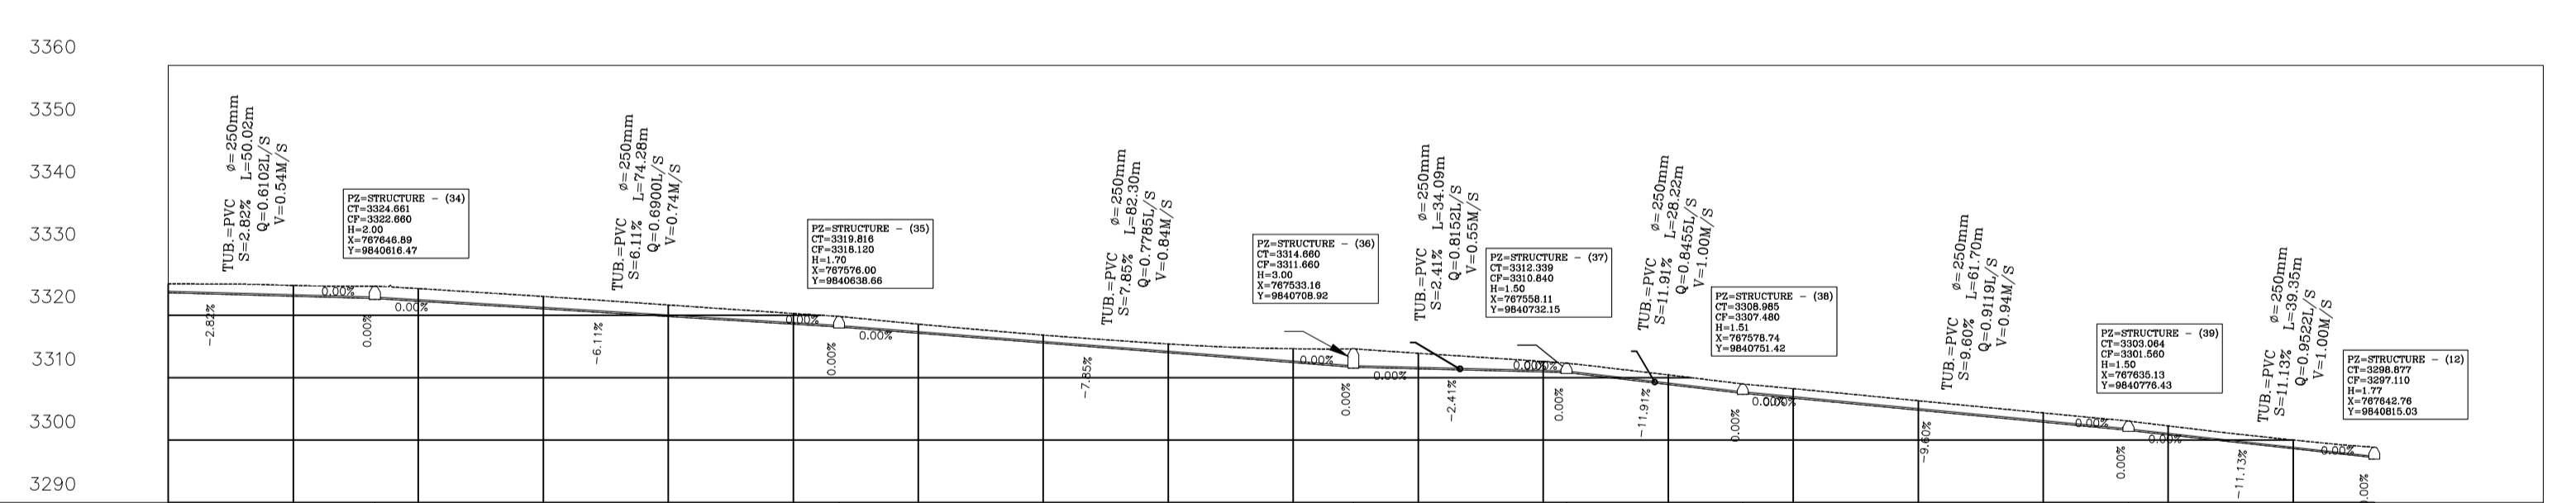 3360
3350
3340
3330
3320
3310
3300
3290
TUB.=PVC ø=250mm
S=2.82% L=50.02m
Q=0.6102L/S
V=0.54M/S
PZ=STRUCTURE - (34)
CT=3324.661
CF=3322.660
H=2.00
X=767646.89
Y=9840616.47
TUB.=PVC ø=250mm
S=6.11% L=74.28m
Q=0.6900L/S
V=0.74M/S
PZ=STRUCTURE - (35)
CT=3319.816
CF=3318.120
H=1.70
X=767576.00
Y=9840638.66
TUB.=PVC ø=250mm
S=7.85% L=82.30m
Q=0.7785L/S
V=0.84M/S
PZ=STRUCTURE - (36)
CT=3314.660
CF=3311.660
H=3.00
X=767533.16
Y=9840708.92
TUB.=PVC ø=250mm
S=2.41% L=34.09m
Q=0.8152L/S
V=0.55M/S
PZ=STRUCTURE - (37)
CT=3312.339
CF=3310.840
H=1.50
X=767558.11
Y=9840732.15
TUB.=PVC ø=250mm
S=11.91% L=28.22m
Q=0.8455L/S
V=1.00M/S
PZ=STRUCTURE - (38)
CT=3308.985
CF=3307.480
H=1.51
X=767578.74
Y=9840751.42
TUB.=PVC ø=250mm
S=9.60% L=61.70m
Q=0.9119L/S
V=0.94M/S
PZ=STRUCTURE - (39)
CT=3303.064
CF=3301.560
H=1.50
X=767635.13
Y=9840776.43
TUB.=PVC ø=250mm
S=11.13% L=39.35m
Q=0.9522L/S
V=1.00M/S
PZ=STRUCTURE - (12)
CT=3298.877
CF=3297.110
H=1.77
X=767642.76
Y=9840815.03
-2.82%
0.00%
0.00%
0.00%
-6.11%
0.00%
0.00%
0.00%
-7.85%
0.00%
0.00%
0.00%
-2.41%
0.00%
-11.91%
0.00%
-9.60%
0.00%
0.00%
0.00%
-11.13%
0.00%
0.00%